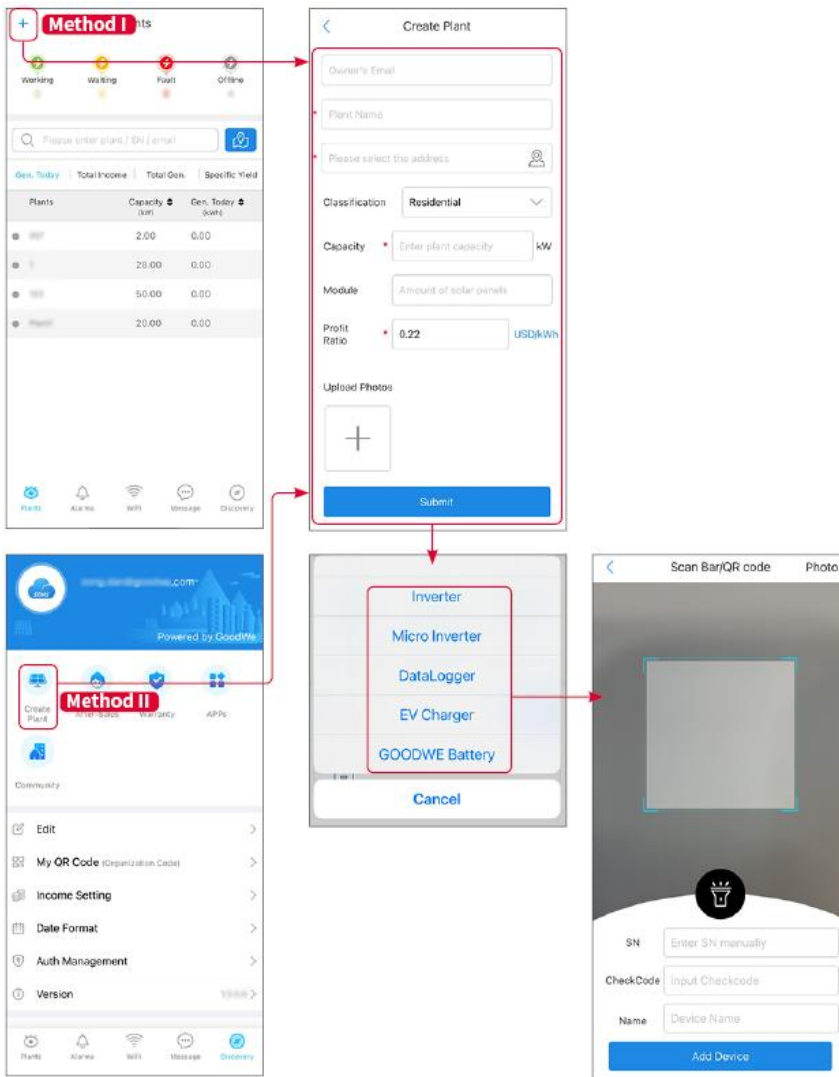 + Method I nts
Working Waiting Fault Offline
Please enter plant / SN / email
Gen. Today Total Income Total Gen. Specific Yield
Plants Capacity Gen. Today
(kW) (kWh)
2.00 0.00
28.00 0.00
50.00 0.00
20.00 0.00
Plants Alarms WiFi Message Discovery
Create Plant
Owner's Email
* Plant Name
* Please select the address
Classification Residential
Capacity * Enter plant capacity kW
Module Amount of solar panels
Profit
Ratio * 0.22 USD/kWh
Upload Photos
+
Submit
SEMS
.com
Powered by GoodWe
Create
Plant Method II After-Sales Warranty APPs
Community
Edit
My QR Code (Organization Code)
Income Setting
Date Format
Auth Management
Version
Plants Alarms WiFi Message Discovery
Inverter
Micro Inverter
DataLogger
EV Charger
GOODWE Battery
Cancel
Scan Bar/QR code Photo
SN Enter SN manually
CheckCode Input Checkcode
Name Device Name
Add Device